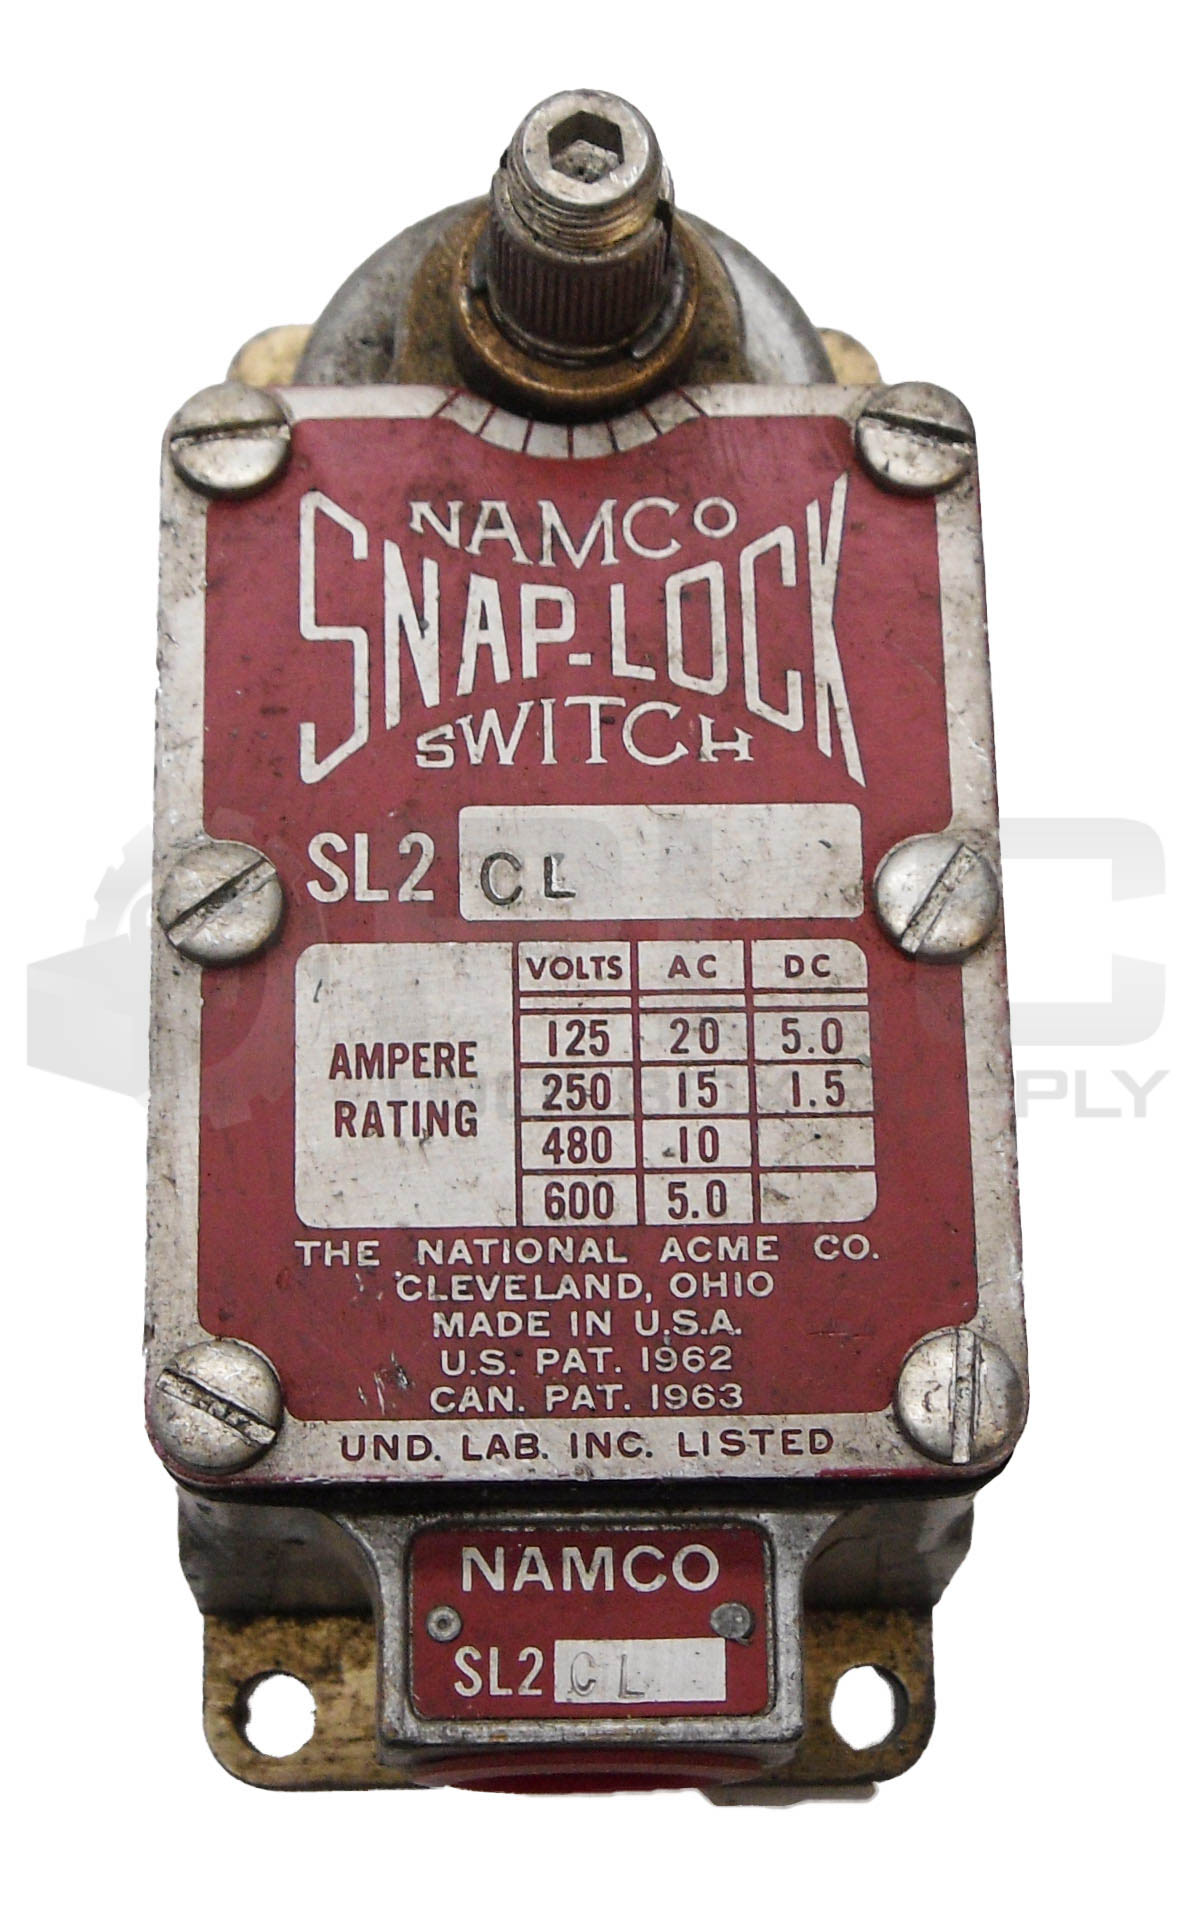 NAMCO
SNAP-LOCK
SWITCH
SL2 CL
AMPERE RATING
VOLTS AC DC
125 20 5.0
250 15 1.5
480 10
600 5.0
THE NATIONAL ACME CO.
CLEVELAND, OHIO
MADE IN U.S.A.
U.S. PAT. 1962
CAN. PAT. 1963
UND. LAB. INC. LISTED
NAMCO
SL2 CL